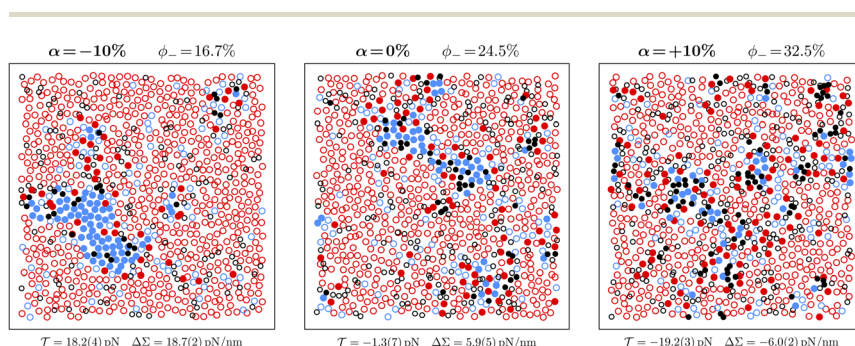 α = −10% ϕ₋ = 16.7% α = 0% ϕ₋ = 24.5% α = +10% ϕ₋ = 32.5%
𝒯 = 18.2(4) pN ΔΣ = 18.7(2) pN/nm 𝒯 = −1.3(7) pN ΔΣ = 5.9(5) pN/nm 𝒯 = −19.2(3) pN ΔΣ = −6.0(2) pN/nm